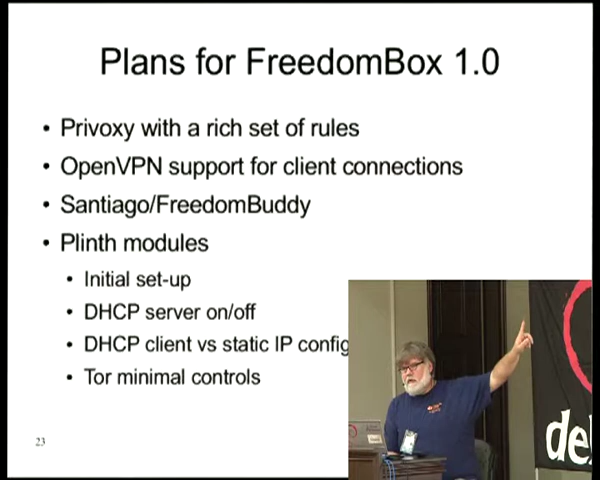 Plans for FreedomBox 1.0
• Privoxy with a rich set of rules
• OpenVPN support for client connections
• Santiago/FreedomBuddy
• Plinth modules
• Initial set-up
• DHCP server on/off
• DHCP client vs static IP config
• Tor minimal controls
23
de